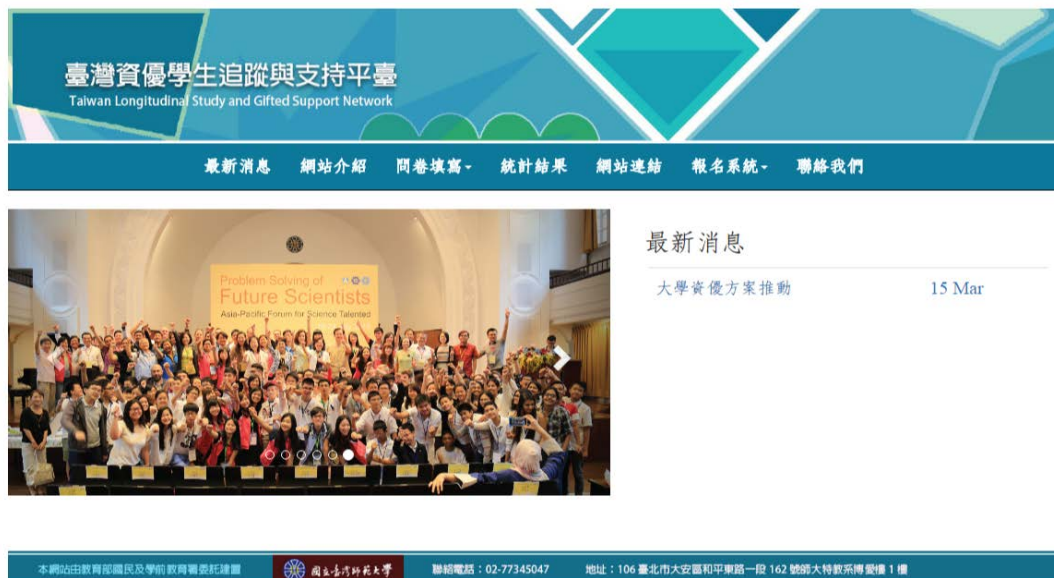 臺灣資優學生追蹤與支持平臺
Taiwan Longitudinal Study and Gifted Support Network
最新消息 網站介紹 問卷填寫 統計結果 網站連結 報名系統 聯絡我們
Problem Solving of
Future Scientists
Asia-Pacific Forum for Science Talented
最新消息
大學資優方案推動 15 Mar
本網站由教育部國民及學前教育署委託建置 國立臺灣師範大學 聯絡電話：02-77345047 地址：106 臺北市大安區和平東路一段 162 號師大特教系博愛樓 1 樓